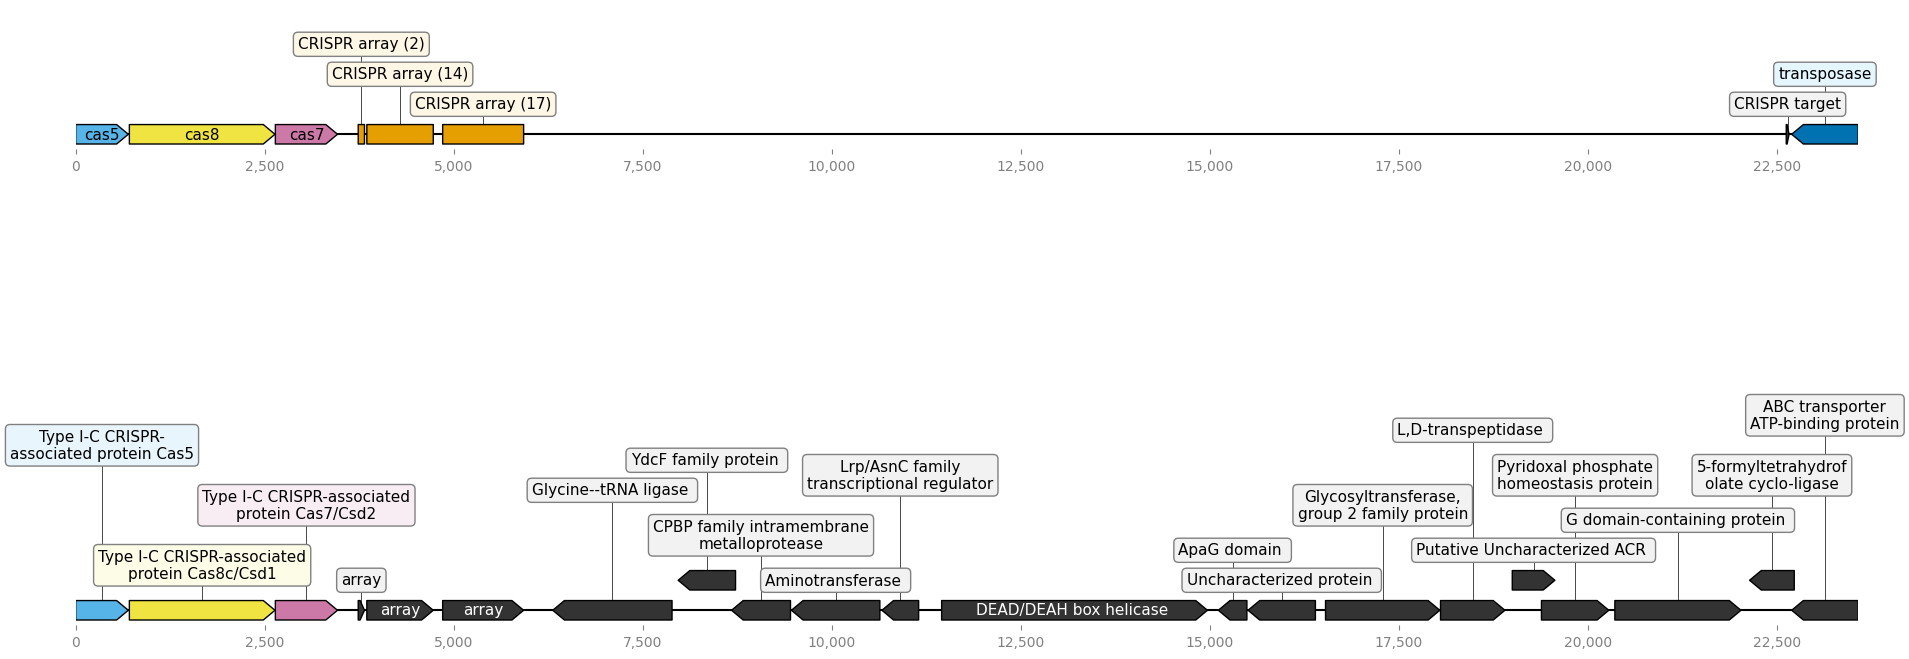 CRISPR array (2)
CRISPR array (14)
transposase
CRISPR array (17)
CRISPR target
cas5
cas8
cas7
0
2,500
5,000
7,500
10,000
12,500
15,000
17,500
20,000
22,500
ABC transporter
ATP-binding protein
L,D-transpeptidase
Type I-C CRISPR-
associated protein Cas5
YdcF family protein
Lrp/AsnC family
transcriptional regulator
Pyridoxal phosphate
homeostasis protein
5-formyltetrahydrof
olate cyclo-ligase
Glycine--tRNA ligase
Type I-C CRISPR-associated
protein Cas7/Csd2
Glycosyltransferase,
group 2 family protein
G domain-containing protein
CPBP family intramembrane
metalloprotease
ApaG domain
Putative Uncharacterized ACR
Type I-C CRISPR-associated
protein Cas8c/Csd1
array
Aminotransferase
Uncharacterized protein
array
array
DEAD/DEAH box helicase
0
2,500
5,000
7,500
10,000
12,500
15,000
17,500
20,000
22,500